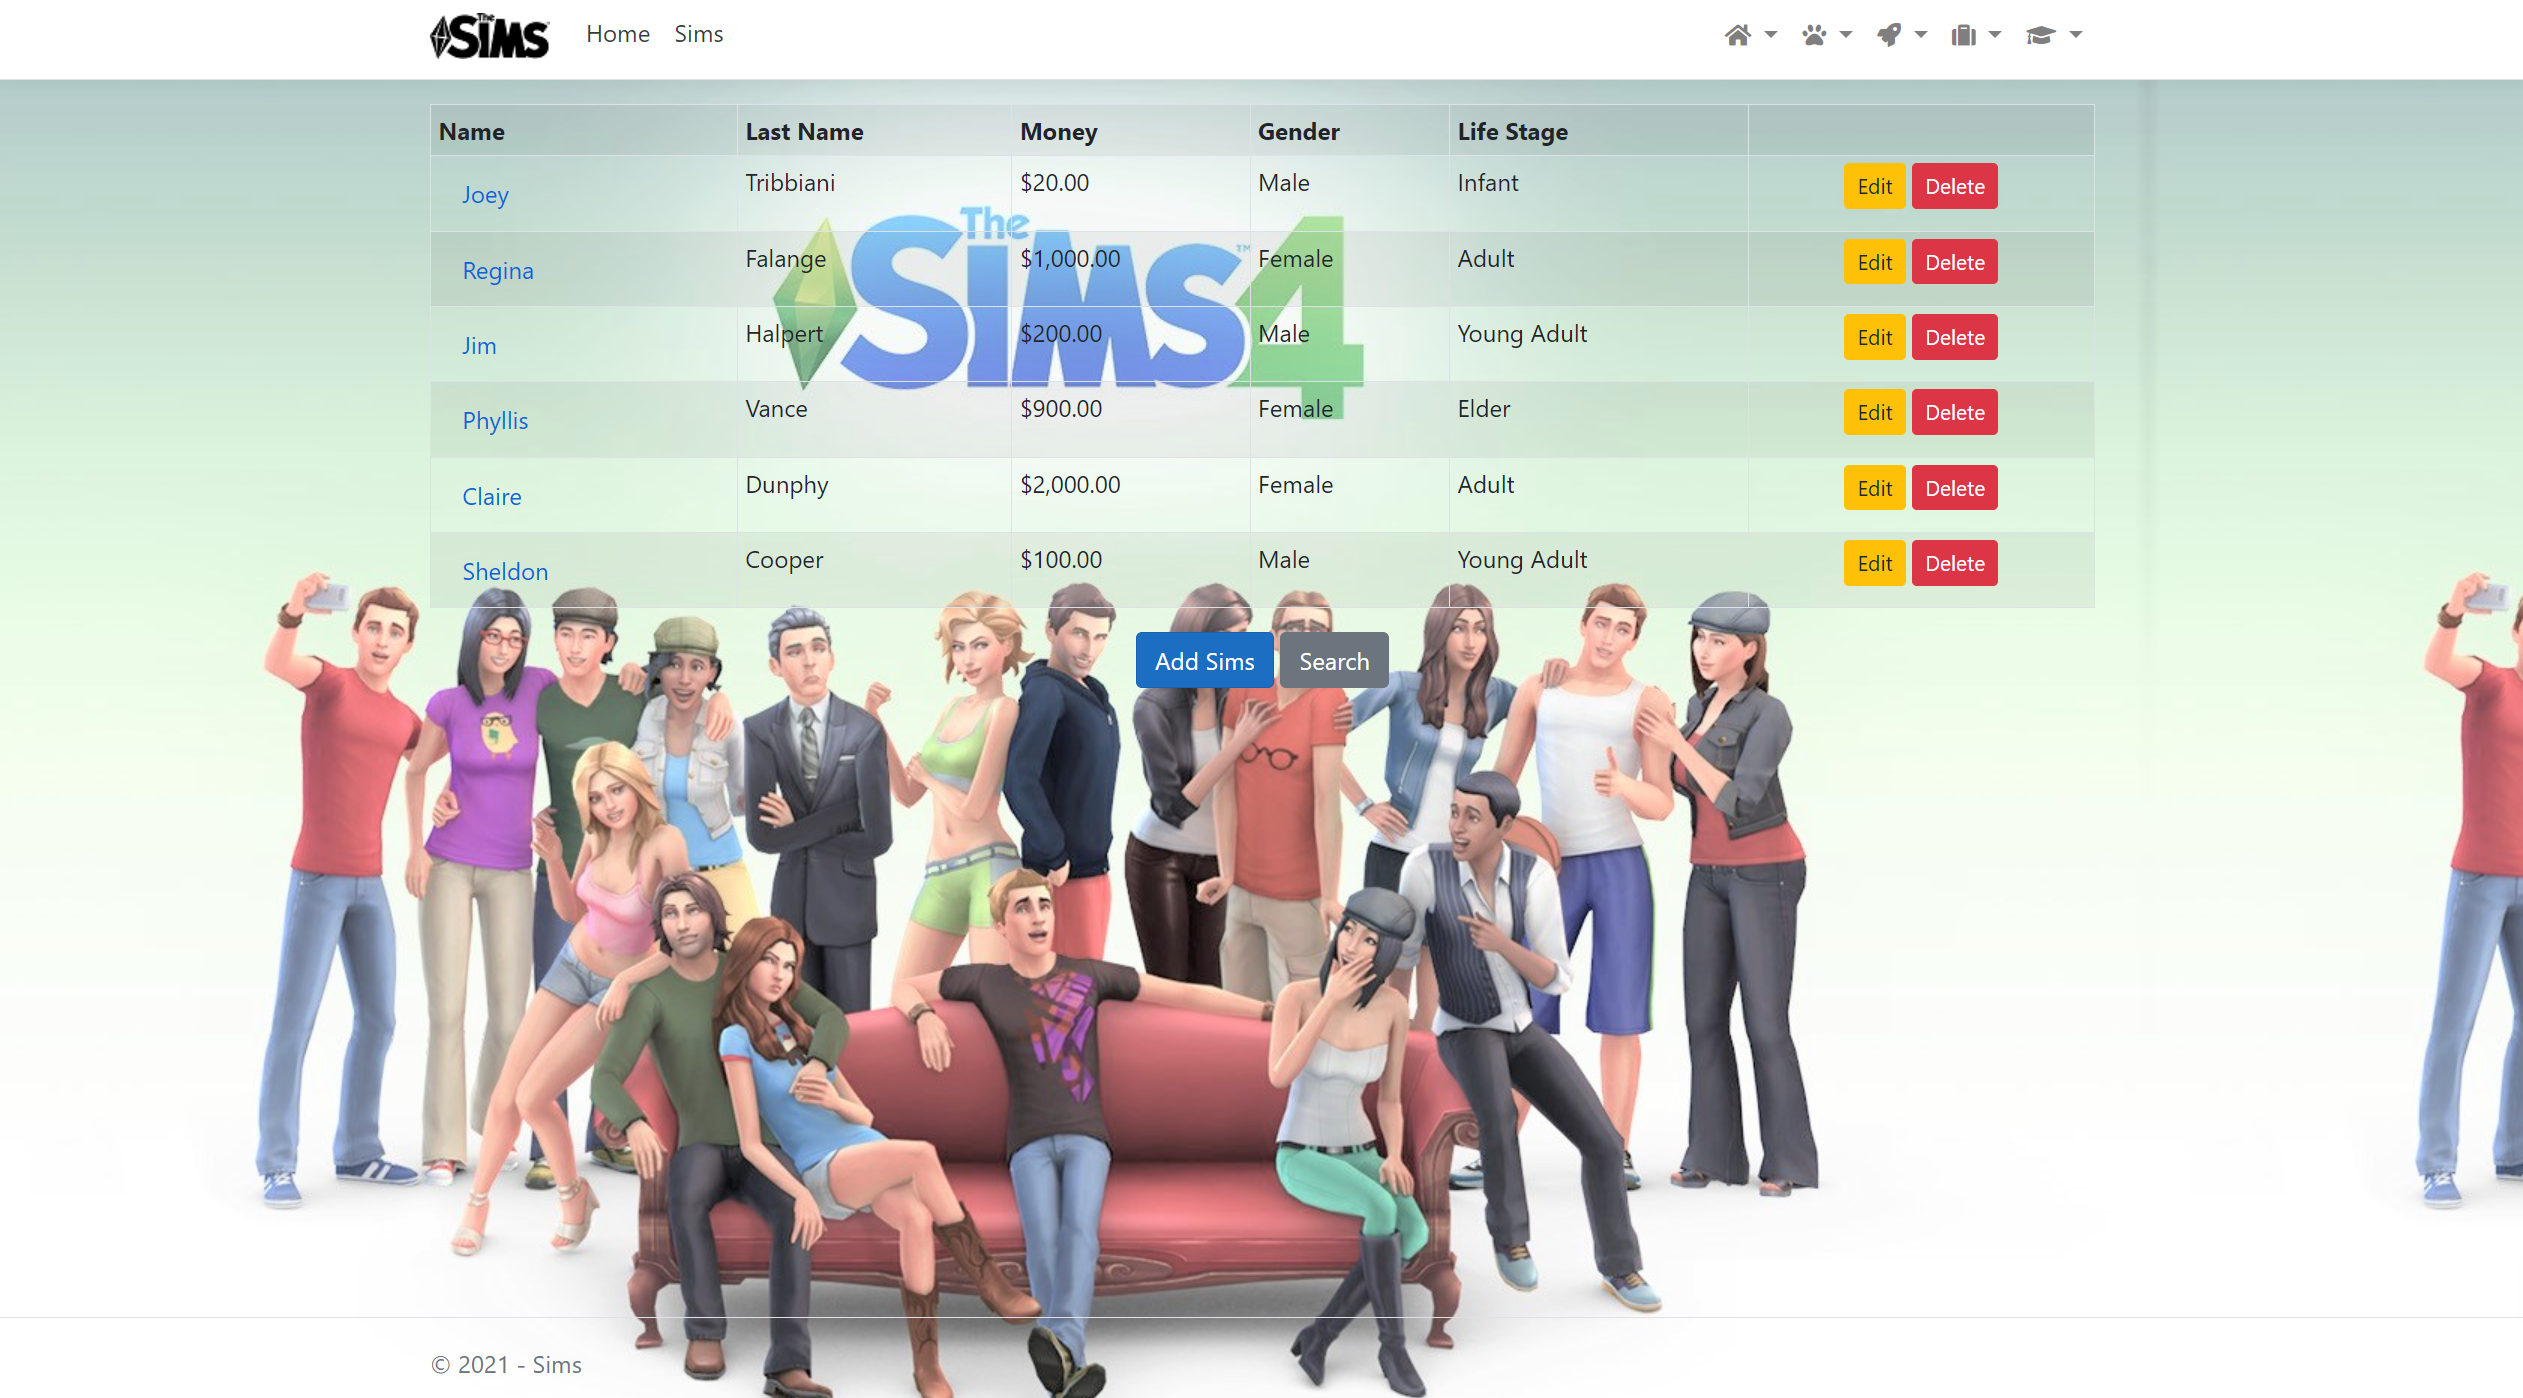 The SiMS Home Sims
Name Last Name Money Gender Life Stage
Joey Tribbiani $20.00 Male Infant Edit Delete
Regina Falange $1,000.00 Female Adult Edit Delete
Jim Halpert $200.00 Male Young Adult Edit Delete
Phyllis Vance $900.00 Female Elder Edit Delete
Claire Dunphy $2,000.00 Female Adult Edit Delete
Sheldon Cooper $100.00 Male Young Adult Edit Delete
The SiMS 4 ™
Add Sims Search
© 2021 - Sims